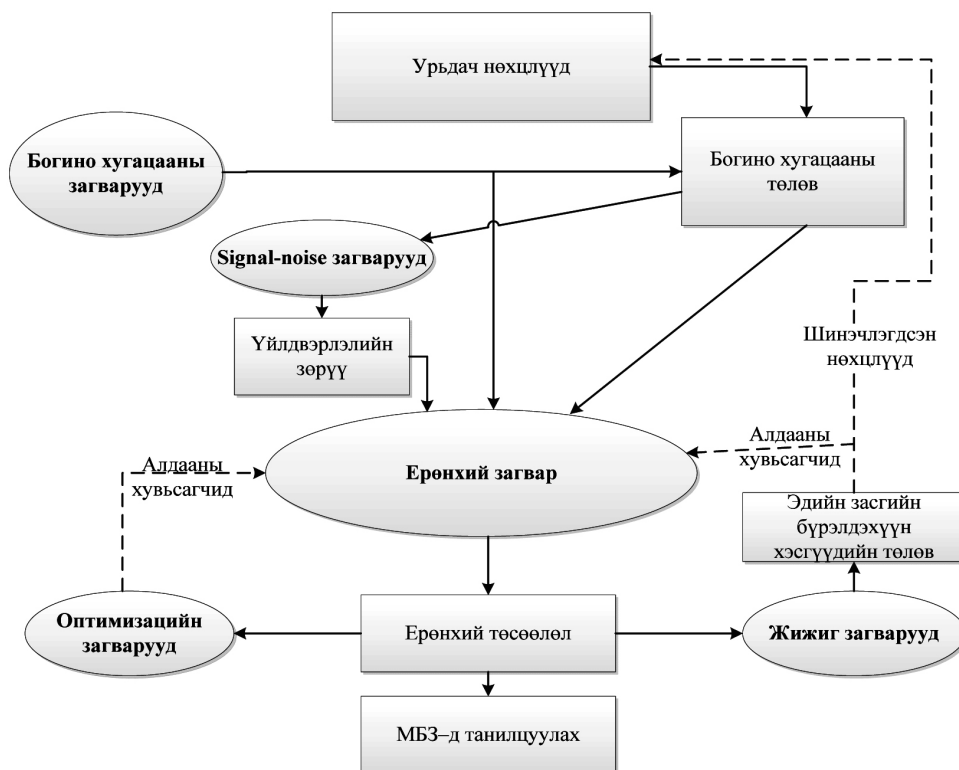 Урьдач нөхцлүүд
Богино хугацааны
загварууд
Богино хугацааны
төлөв
Signal-noise загварууд
Үйлдвэрлэлийн
зөрүү
Шинэчлэгдсэн
нөхцлүүд
Алдааны
хувьсагчид
Ерөнхий загвар
Алдааны
хувьсагчид
Эдийн засгийн
бүрэлдэхүүн
хэсгүүдийн төлөв
Оптимизацийн
загварууд
Ерөнхий төсөөлөл
Жижиг загварууд
МБЗ–д танилцуулах